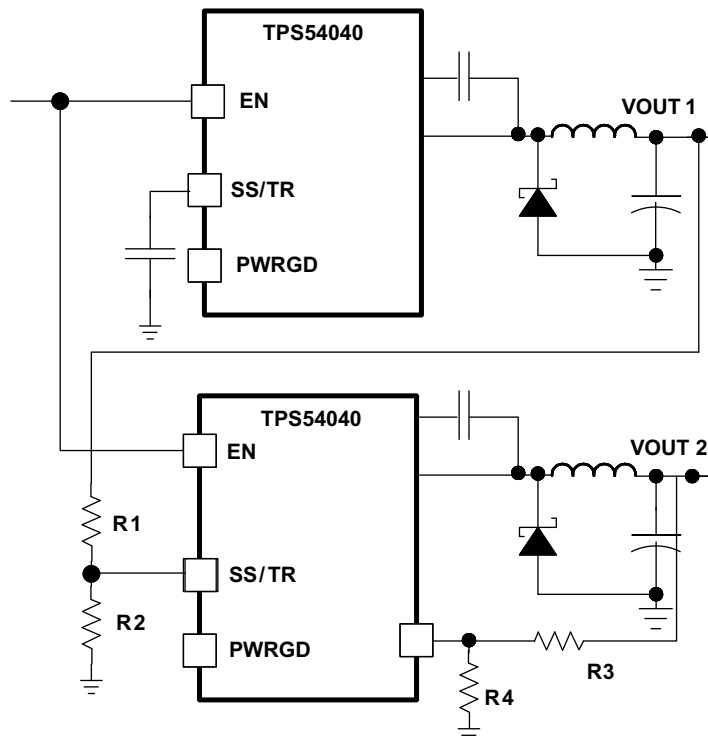 TPS54040
EN
VOUT 1
SS/TR
PWRGD
TPS54040
EN
VOUT 2
R1
SS/TR
R2
PWRGD
R3
R4